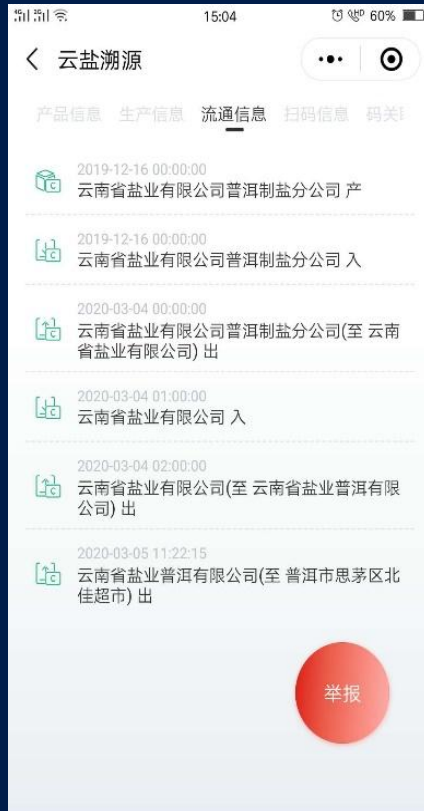 15:04
60%
云盐溯源
产品信息 生产信息 流通信息 扫码信息 码关
2019-12-16 00:00:00
云南省盐业有限公司普洱制盐分公司 产
2019-12-16 00:00:00
云南省盐业有限公司普洱制盐分公司 入
2020-03-04 00:00:00
云南省盐业有限公司普洱制盐分公司(至 云南
省盐业有限公司) 出
2020-03-04 01:00:00
云南省盐业有限公司 入
2020-03-04 02:00:00
云南省盐业有限公司(至 云南省盐业普洱有限
公司) 出
2020-03-05 11:22:15
云南省盐业普洱有限公司(至 普洱市思茅区北
佳超市) 出
举报